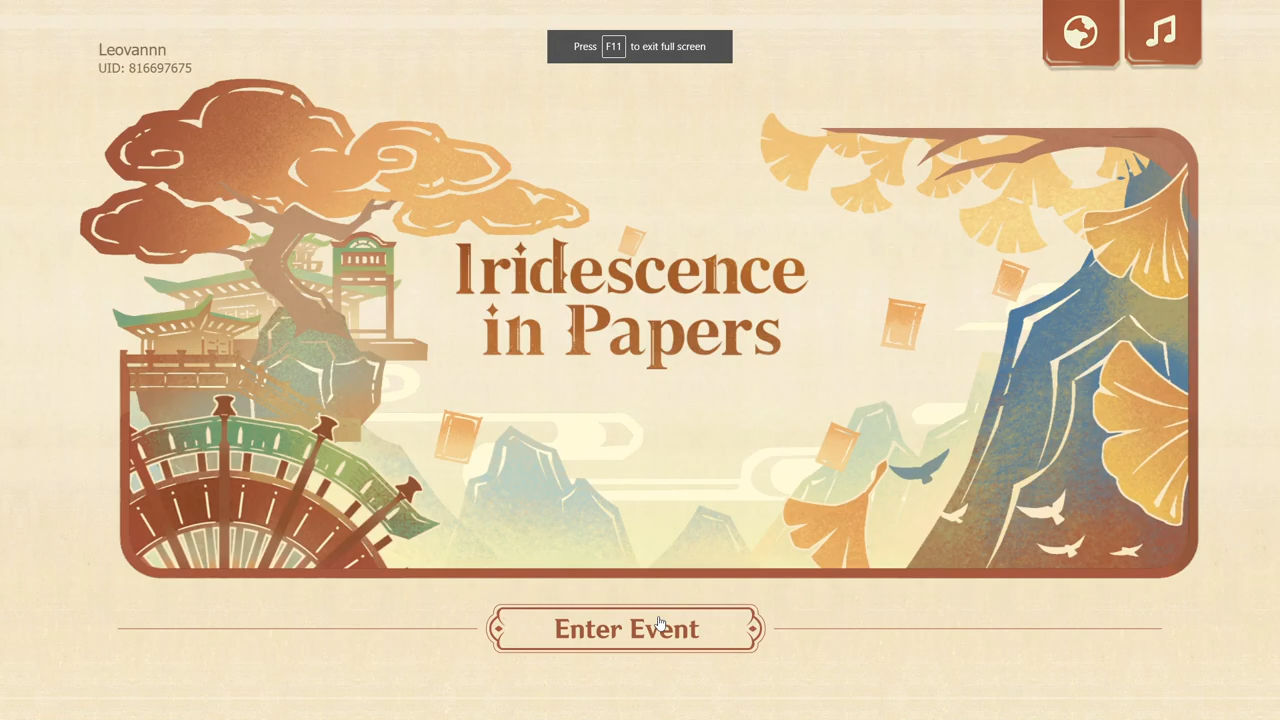 Leovannn
UID: 816697675
Press F11 to exit full screen
Iridescence
in Papers
Enter Event